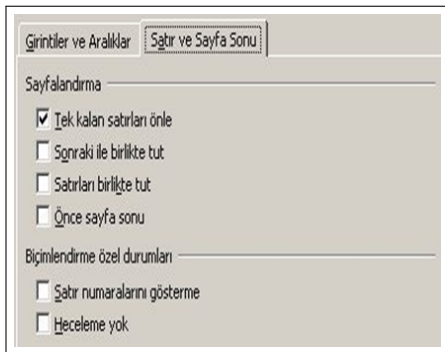 Girintiler ve Aralıklar Satır ve Sayfa Sonu
Sayfalandırma
Tek kalan satırları önle
Sonraki ile birlikte tut
Satırları birlikte tut
Önce sayfa sonu
Biçimlendirme özel durumları
Satır numaralarını gösterme
Heceleme yok